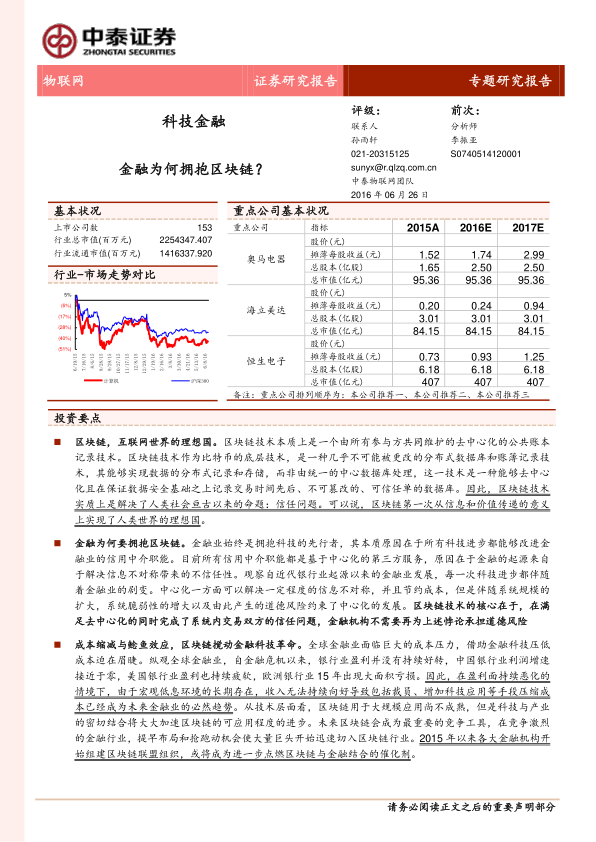 中泰证券
ZHONGTAI SECURITIES
物联网 证券研究报告 专题研究报告
科技金融
金融为何拥抱区块链？
评级： 前次：
联系人 分析师
孙雨轩 李振亚
021-20315125 S0740514120001
sunyx@r.qlzq.com.cn
中泰物联网团队
2016 年 06 月 26 日
基本状况
上市公司数 153
行业总市值(百万元) 2254347.407
行业流通市值(百万元) 1416337.920
行业-市场走势对比
5%
(6%)
(17%)
(28%)
(40%)
(51%)
计算机 沪深300
重点公司基本状况
重点公司 指标 2015A 2016E 2017E
股价(元)
奥马电器 摊薄每股收益(元) 1.52 1.74 2.99
总股本(亿股) 1.65 2.50 2.50
总市值(亿元) 95.36 95.36 95.36
股价(元)
海立美达 摊薄每股收益(元) 0.20 0.24 0.94
总股本(亿股) 3.01 3.01 3.01
总市值(亿元) 84.15 84.15 84.15
股价(元)
恒生电子 摊薄每股收益(元) 0.73 0.93 1.25
总股本(亿股) 6.18 6.18 6.18
总市值(亿元) 407 407 407
备注：重点公司排列顺序为：本公司推荐一、本公司推荐二、本公司推荐三
投资要点
■ 区块链，互联网世界的理想国。区块链技术本质上是一个由所有参与方共同维护的去中心化的公共账本
记录技术。区块链技术作为比特币的底层技术，是一种几乎不可能被更改的分布式数据库和账簿记录技
术，其能够实现数据的分布式记录和存储，而非由统一的中心数据库处理，这一技术是一种能够去中心
化且在保证数据安全基础之上记录交易时间先后、不可篡改的、可信任单的数据库。因此，区块链技术
实质上是解决了人类社会亘古以来的命题：信任问题。可以说，区块链第一次从信息和价值传递的意义
上实现了人类世界的理想国。
■ 金融为何要拥抱区块链。金融业始终是拥抱科技的先行者，其本质原因在于所有科技进步都能够改进金
融业的信用中介职能。目前所有信用中介职能都是基于中心化的第三方服务，原因在于金融的起源来自
于解决信息不对称带来的不信任性。观察自近代银行业起源以来的金融业发展，每一次科技进步都伴随
着金融业的剧变。中心化一方面可以解决一定程度的信息不对称，并且节约成本，但是伴随系统规模的
扩大，系统脆弱性的增大以及由此产生的道德风险约束了中心化的发展。区块链技术的核心在于，在满
足去中心化的同时完成了系统内交易双方的信任问题，金融机构不需要再为上述悖论承担道德风险
■ 成本缩减与鲶鱼效应，区块链搅动金融科技革命。全球金融业面临巨大的成本压力，借助金融科技压低
成本迫在眉睫。纵观全球金融业，自金融危机以来，银行业盈利并没有持续好转，中国银行业利润增速
接近于零，美国银行业盈利也持续疲软，欧洲银行业 15 年出现大面积亏损。因此，在盈利面持续恶化的
情境下，由于宏观低息环境的长期存在，收入无法持续向好导致包括裁员、增加科技应用等手段压缩成
本已经成为未来金融业的必然趋势。从技术层面看，区块链用于大规模应用尚不成熟，但是科技与产业
的密切结合将大大加速区块链的可应用程度的进步。未来区块链会成为最重要的竞争工具，在竞争激烈
的金融行业，提早布局和抢跑动机会使大量巨头开始迅速切入区块链行业。2015 年以来各大金融机构开
始组建区块链联盟组织，或将成为进一步点燃区块链与金融结合的催化剂。
请务必阅读正文之后的重要声明部分